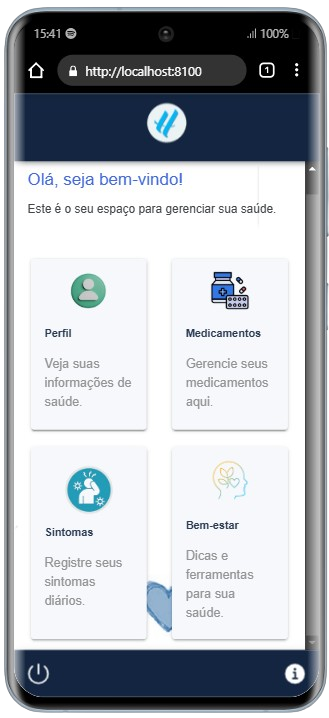 15:41
100%
http://localhost:8100
1
H
Olá, seja bem-vindo!
Este é o seu espaço para gerenciar sua saúde.
Perfil
Veja suas
informações de
saúde.
Medicamentos
Gerencie seus
medicamentos
aqui.
Sintomas
Registre seus
sintomas
diários.
Bem-estar
Dicas e
ferramentas
para sua
saúde.
i